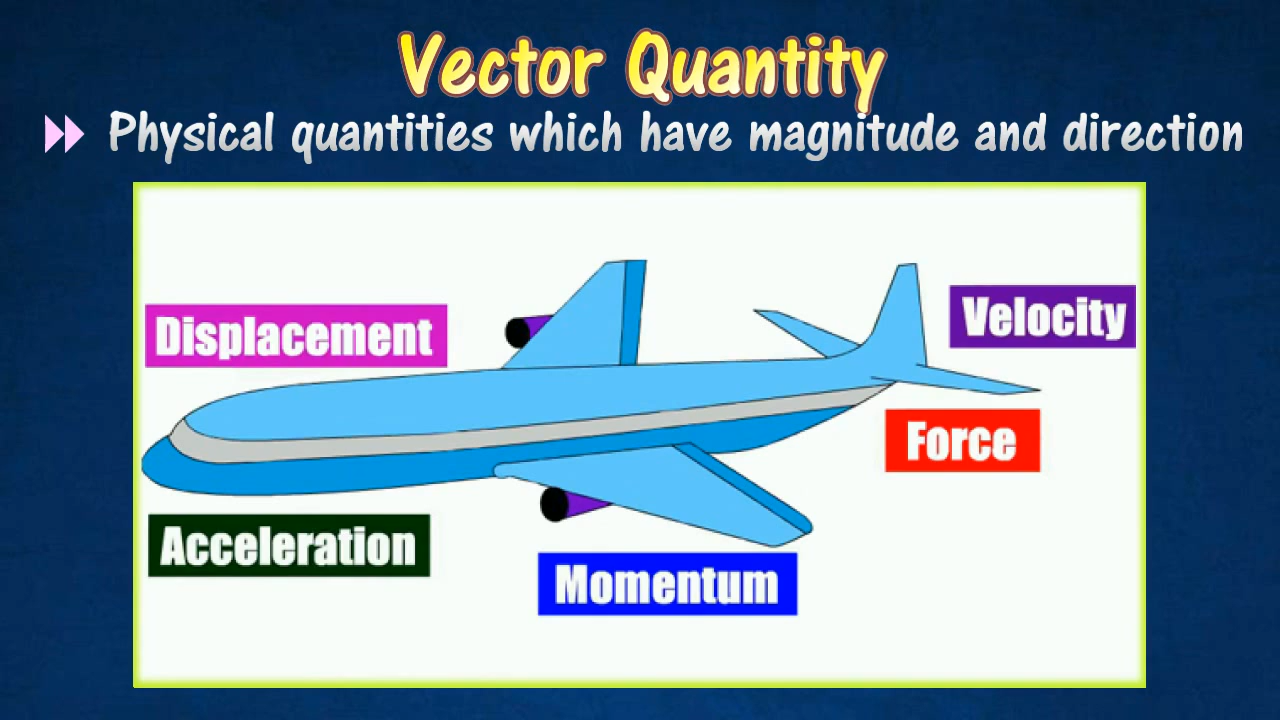 Vector Quantity
Physical quantities which have magnitude and direction
Displacement
Velocity
Force
Acceleration
Momentum